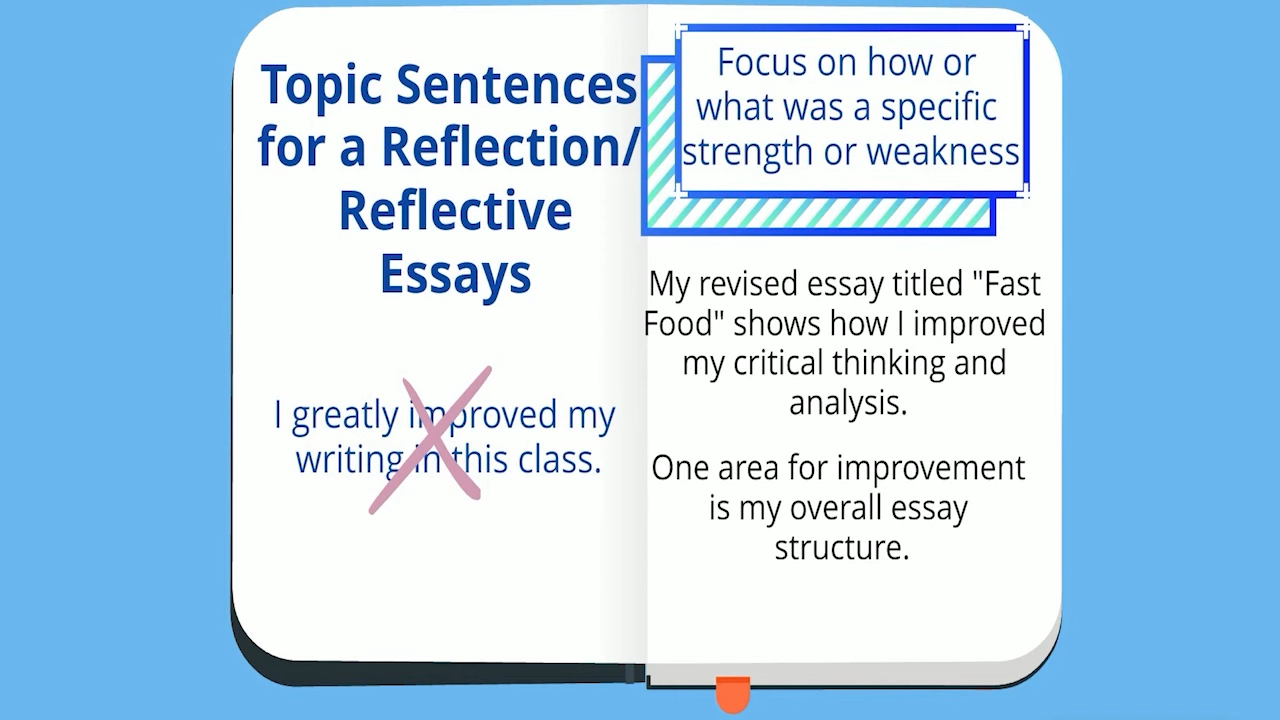 Topic Sentences
for a Reflection/
Reflective
Essays
I greatly improved my
writing in this class.
Focus on how or
what was a specific
strength or weakness
My revised essay titled "Fast
Food" shows how I improved
my critical thinking and
analysis.
One area for improvement
is my overall essay
structure.